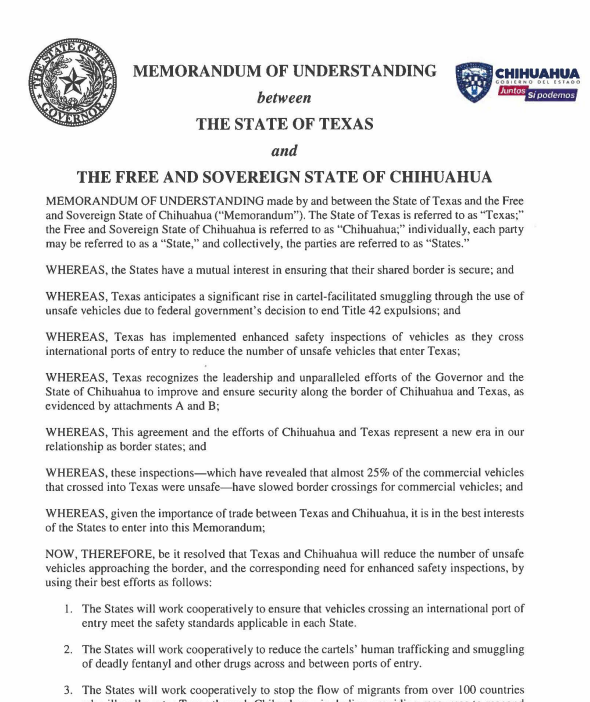 THE STATE OF TEXAS
GOVERNOR
CHIHUAHUA
GOBIERNO DEL ESTADO
Juntos
Sí podemos
MEMORANDUM OF UNDERSTANDING
between
THE STATE OF TEXAS
and
THE FREE AND SOVEREIGN STATE OF CHIHUAHUA
MEMORANDUM OF UNDERSTANDING made by and between the State of Texas and the Free
and Sovereign State of Chihuahua (“Memorandum”). The State of Texas is referred to as “Texas;”
the Free and Sovereign State of Chihuahua is referred to as “Chihuahua;” individually, each party
may be referred to as a “State,” and collectively, the parties are referred to as “States.”
WHEREAS, the States have a mutual interest in ensuring that their shared border is secure; and
WHEREAS, Texas anticipates a significant rise in cartel-facilitated smuggling through the use of
unsafe vehicles due to federal government’s decision to end Title 42 expulsions; and
WHEREAS, Texas has implemented enhanced safety inspections of vehicles as they cross
international ports of entry to reduce the number of unsafe vehicles that enter Texas;
WHEREAS, Texas recognizes the leadership and unparalleled efforts of the Governor and the
State of Chihuahua to improve and ensure security along the border of Chihuahua and Texas, as
evidenced by attachments A and B;
WHEREAS, This agreement and the efforts of Chihuahua and Texas represent a new era in our
relationship as border states; and
WHEREAS, these inspections—which have revealed that almost 25% of the commercial vehicles
that crossed into Texas were unsafe—have slowed border crossings for commercial vehicles; and
WHEREAS, given the importance of trade between Texas and Chihuahua, it is in the best interests
of the States to enter into this Memorandum;
NOW, THEREFORE, be it resolved that Texas and Chihuahua will reduce the number of unsafe
vehicles approaching the border, and the corresponding need for enhanced safety inspections, by
using their best efforts as follows:
1. The States will work cooperatively to ensure that vehicles crossing an international port of
entry meet the safety standards applicable in each State.
2. The States will work cooperatively to reduce the cartels’ human trafficking and smuggling
of deadly fentanyl and other drugs across and between ports of entry.
3. The States will work cooperatively to stop the flow of migrants from over 100 countries